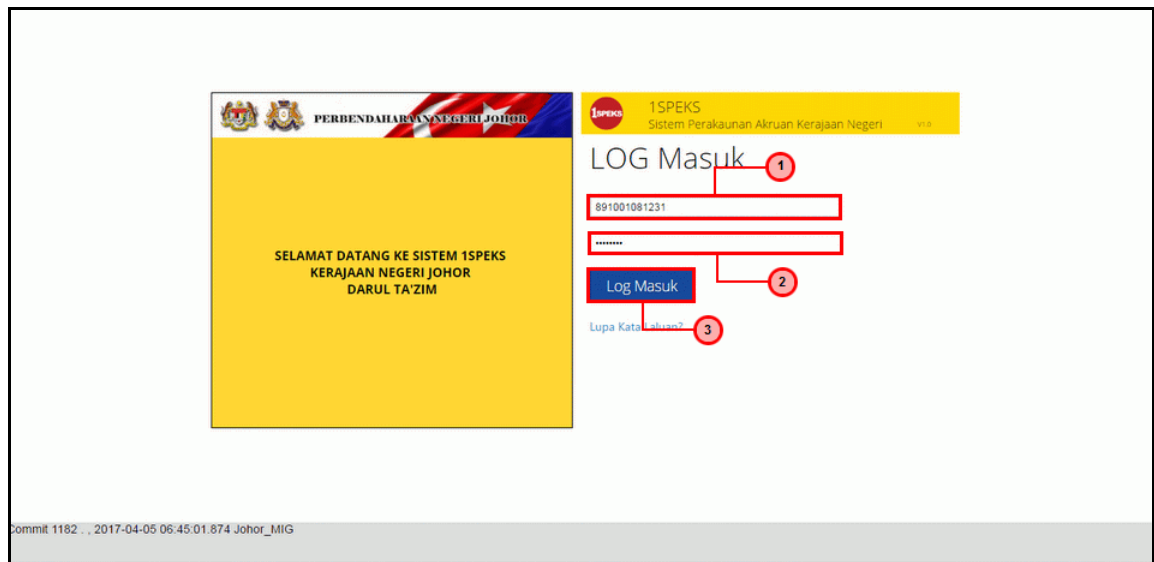 PERBENDAHARAAN NEGERI JOHOR
SELAMAT DATANG KE SISTEM 1SPEKS
KERAJAAN NEGERI JOHOR
DARUL TA'ZIM
1SPEKS
1SPEKS
Sistem Perakaunan Akruan Kerajaan Negeri V1.0
LOG Masuk
1
891001081231
••••••••
2
Log Masuk
Lupa Kata Laluan?
3
Commit 1182 . , 2017-04-05 06:45:01.874 Johor_MIG